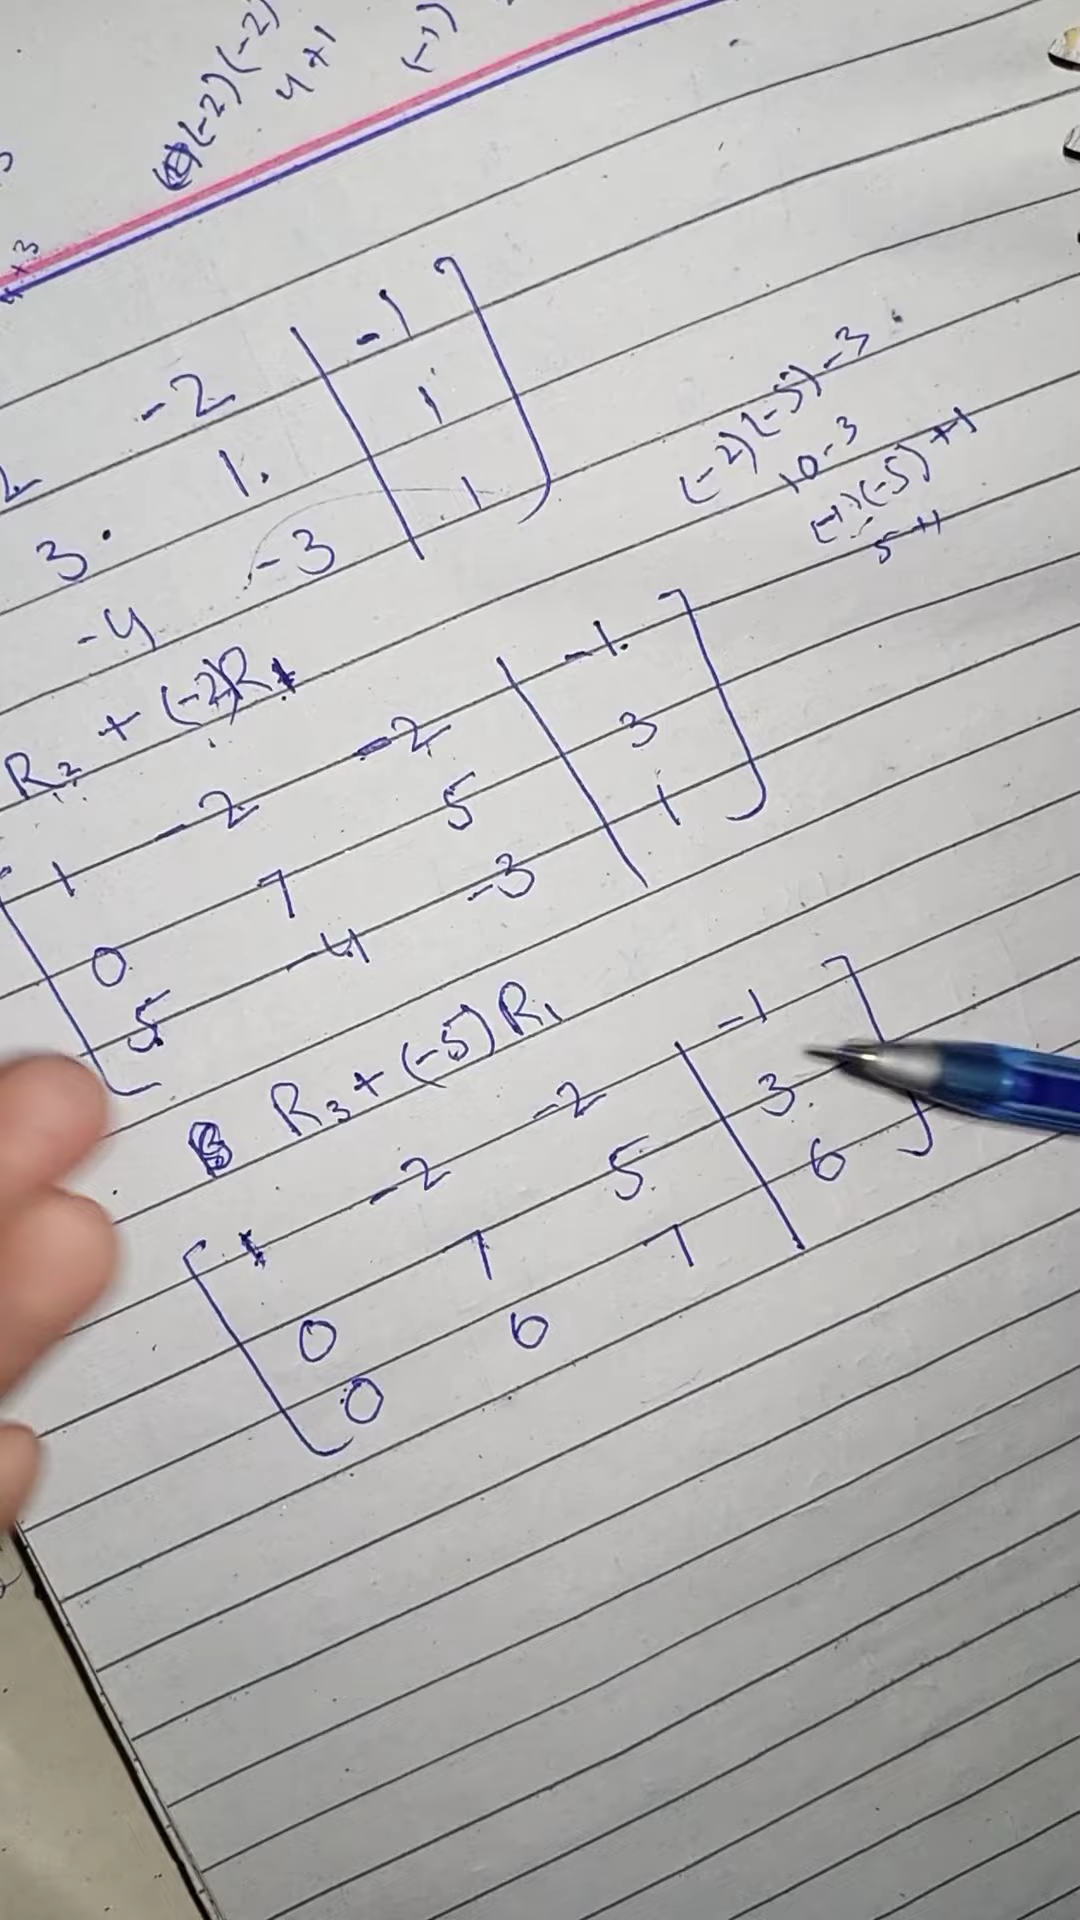 (-2)(-2)
4+1
(-1)
+3
-2 | -1
2 1. | 1
3. -3 | 1
-4
(-2)(-5)-3
10-3
(-1)(-5)+1
5+1
R2 + (-2)R1
1 -2 -2 | -1
0 7 5 | 3
5 -4 -3 | 1
R3 + (-5)R1
1 -2 -2 | -1
0 7 5 | 3
0 6 7 | 6